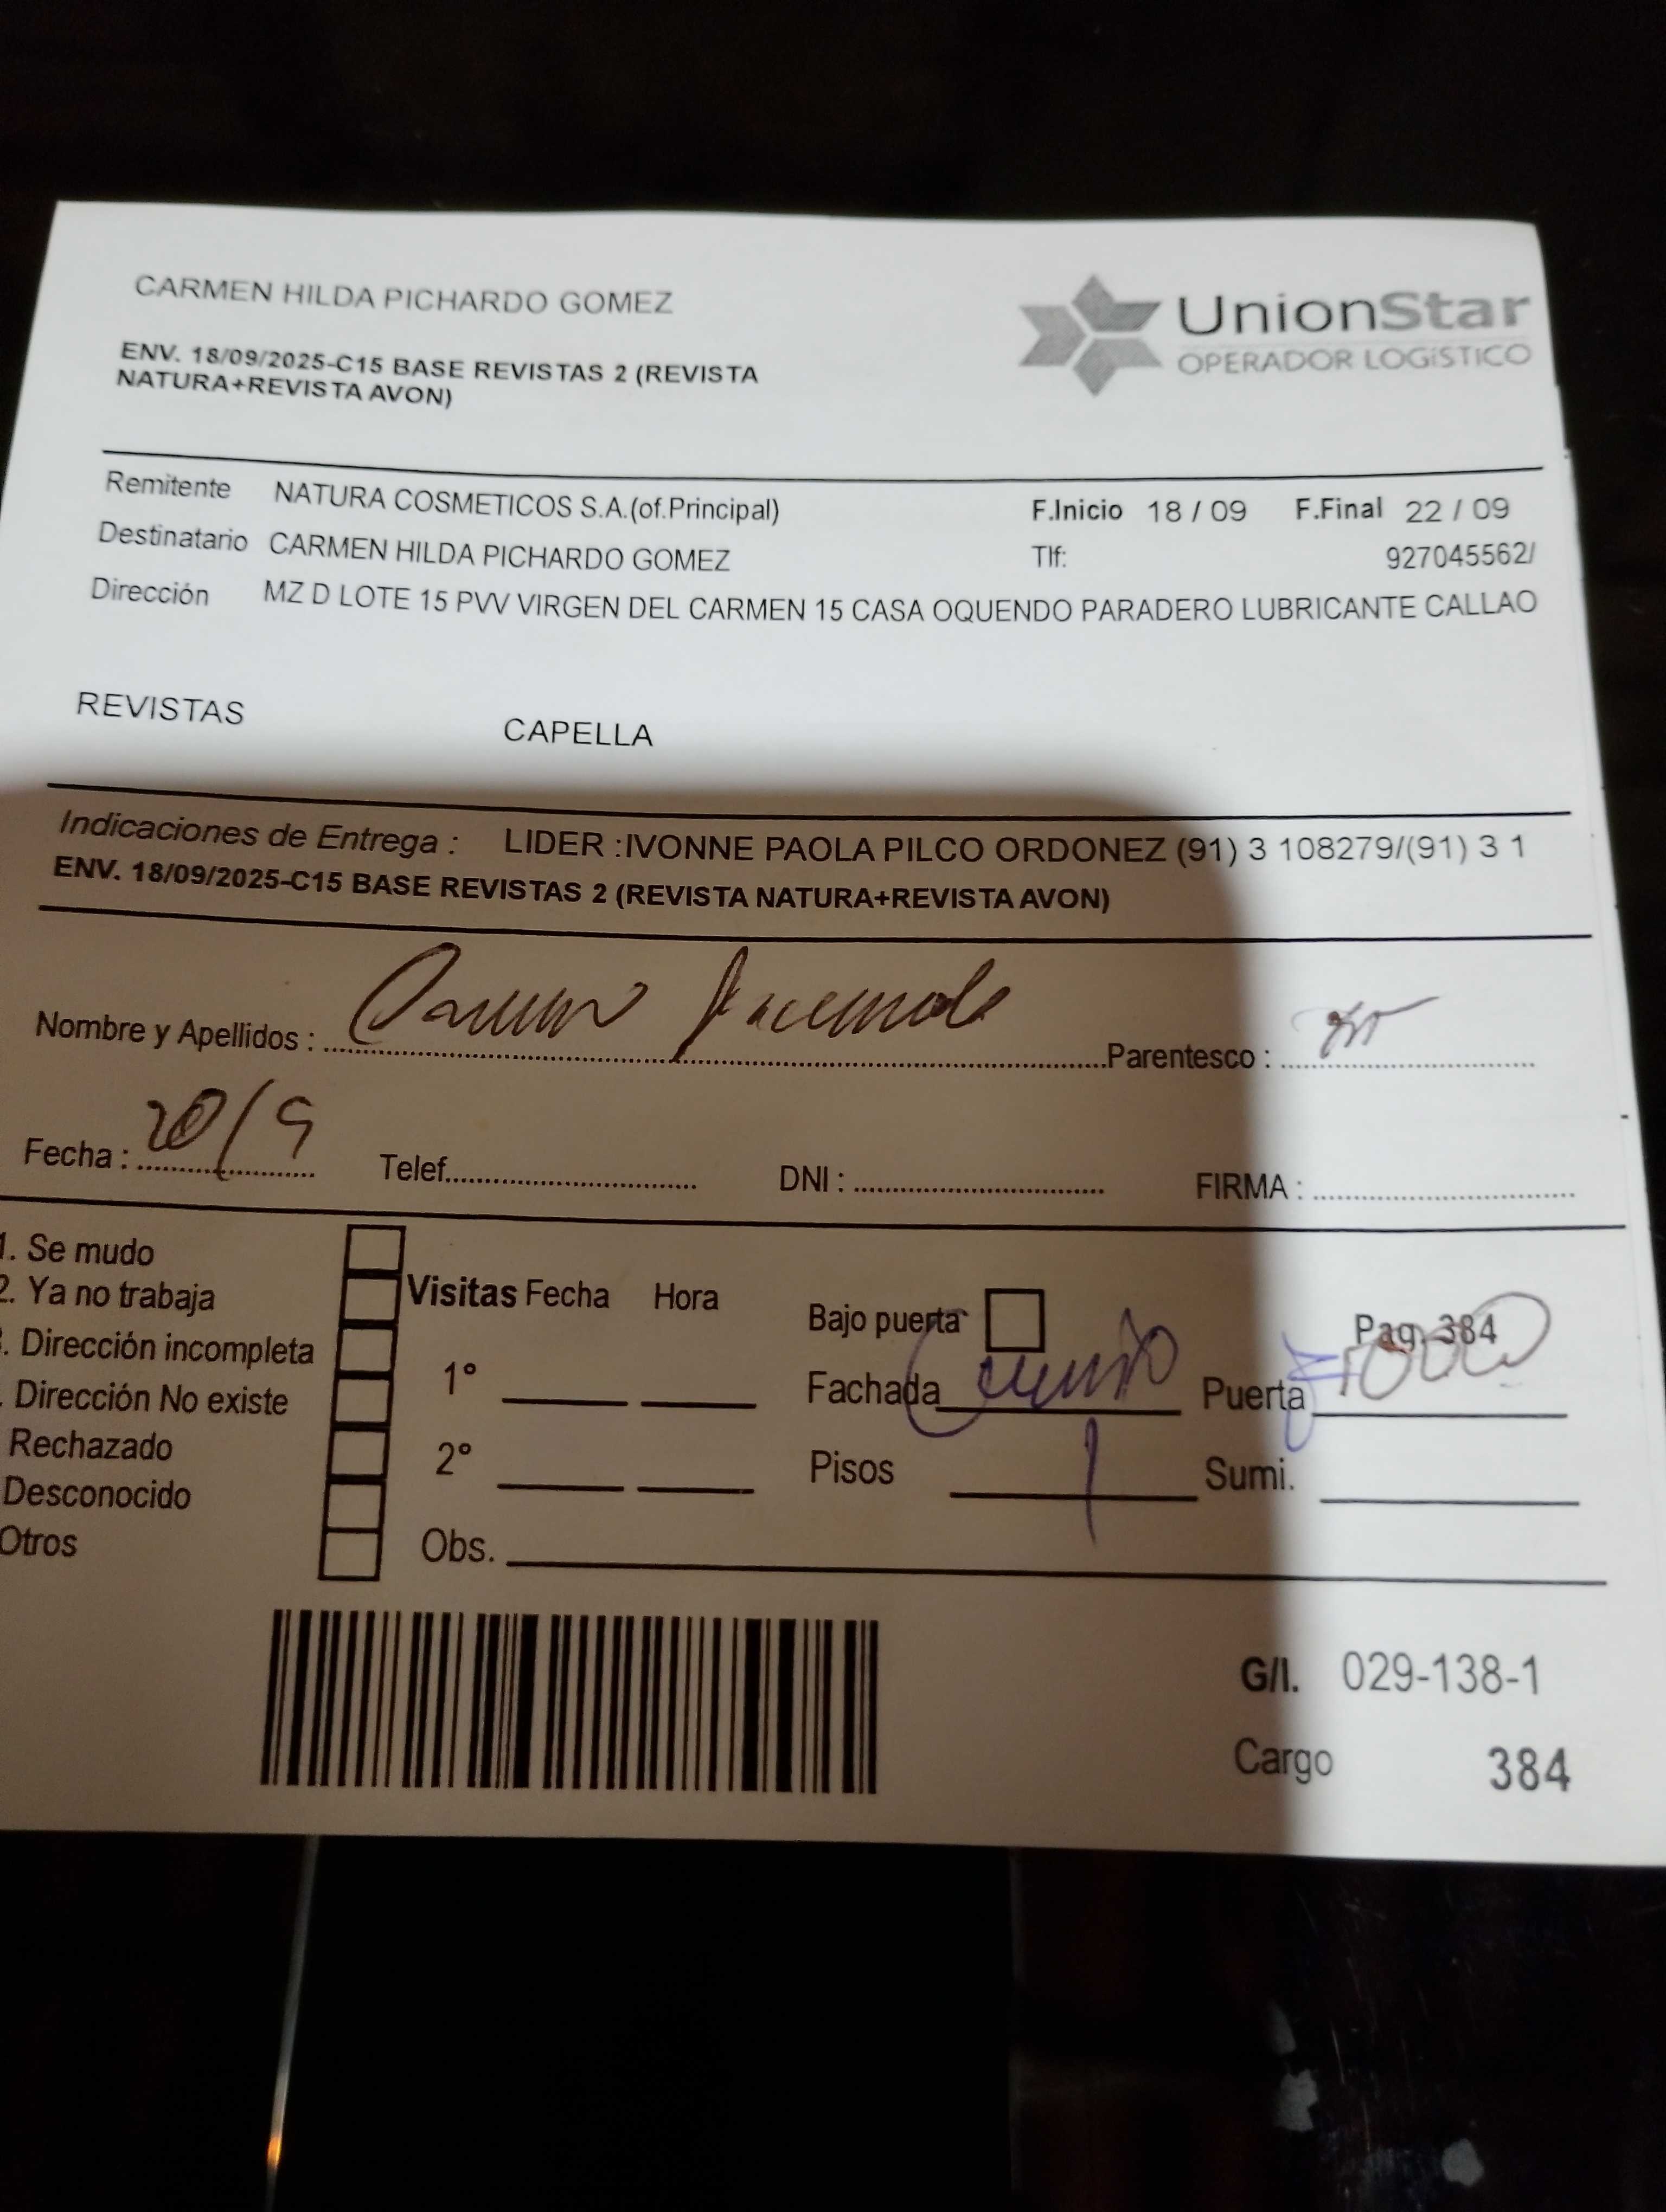 CARMEN HILDA PICHARDO GOMEZ
UnionStar
OPERADOR LOGíSTICO
ENV. 18/09/2025-C15 BASE REVISTAS 2 (REVISTA
NATURA+REVISTA AVON)
Remitente NATURA COSMETICOS S.A.(of.Principal) F.Inicio 18 / 09 F.Final 22 / 09
Destinatario CARMEN HILDA PICHARDO GOMEZ Tlf: 927045562/
Dirección MZ D LOTE 15 PVV VIRGEN DEL CARMEN 15 CASA OQUENDO PARADERO LUBRICANTE CALLAO
REVISTAS CAPELLA
Indicaciones de Entrega : LIDER :IVONNE PAOLA PILCO ORDONEZ (91) 3 108279/(91) 3 1
ENV. 18/09/2025-C15 BASE REVISTAS 2 (REVISTA NATURA+REVISTA AVON)
Nombre y Apellidos : Parentesco :
Fecha : 20/9 Telef. DNI : FIRMA :
1. Se mudo
2. Ya no trabaja
. Dirección incompleta
. Dirección No existe
Rechazado
Desconocido
Otros
Visitas Fecha Hora
1°
2°
Obs.
Bajo puerta Pag. 384
Fachada Puerta
Pisos 1 Sumi.
G/I. 029-138-1
Cargo 384